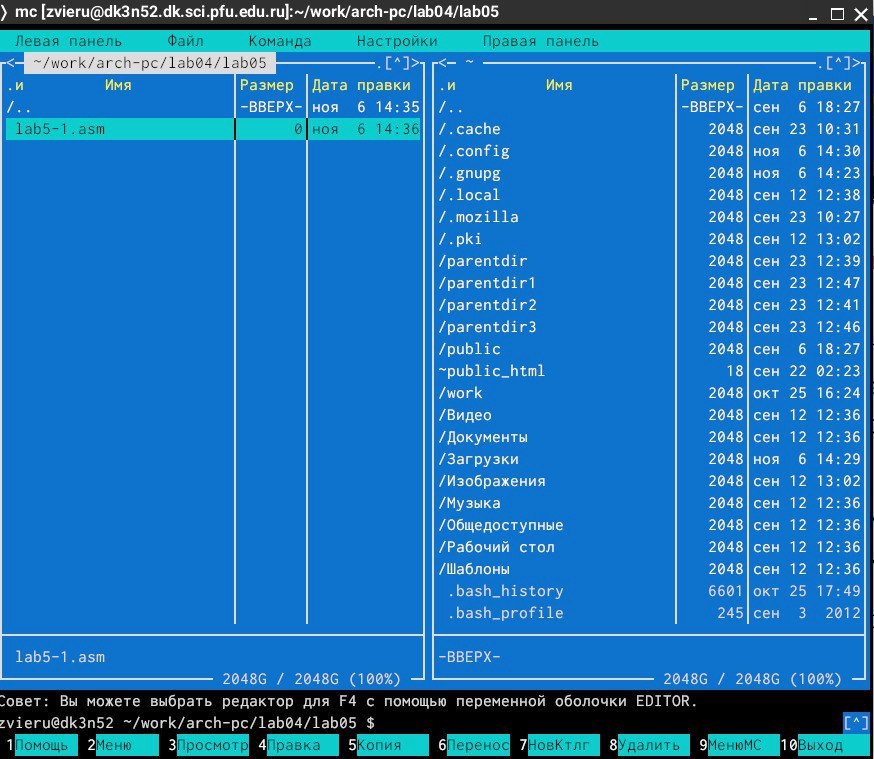 mc [zvieru@dk3n52.dk.sci.pfu.edu.ru]:~/work/arch-pc/lab04/lab05
Левая панель Файл Команда Настройки Правая панель
<─ ~/work/arch-pc/lab04/lab05 .[^]>
.и Имя Размер Дата правки
/.. -ВВЕРХ- ноя 6 14:35
lab5-1.asm 0 ноя 6 14:36
lab5-1.asm
2048G / 2048G (100%)
<─ ~ .[^]>
.и Имя Размер Дата правки
/.. -ВВЕРХ- сен 6 18:27
/.cache 2048 сен 23 10:31
/.config 2048 ноя 6 14:30
/.gnupg 2048 ноя 6 14:23
/.local 2048 сен 12 12:38
/.mozilla 2048 сен 23 10:27
/.pki 2048 сен 12 13:02
/parentdir 2048 сен 23 12:39
/parentdir1 2048 сен 23 12:47
/parentdir2 2048 сен 23 12:41
/parentdir3 2048 сен 23 12:46
/public 2048 сен 6 18:27
~public_html 18 сен 22 02:23
/work 2048 окт 25 16:24
/Видео 2048 сен 12 12:36
/Документы 2048 сен 12 12:36
/Загрузки 2048 ноя 6 14:29
/Изображения 2048 сен 12 13:02
/Музыка 2048 сен 12 12:36
/Общедоступные 2048 сен 12 12:36
/Рабочий стол 2048 сен 12 12:36
/Шаблоны 2048 сен 12 12:36
.bash_history 6601 окт 25 17:49
.bash_profile 245 сен 3 2012
-ВВЕРХ-
2048G / 2048G (100%)
Совет: Вы можете выбрать редактор для F4 с помощью переменной оболочки EDITOR.
zvieru@dk3n52 ~/work/arch-pc/lab04/lab05 $ [^]
1Помощь 2Меню 3Просмотр 4Правка 5Копия 6Перенос 7НовКтлг 8Удалить 9МенюMC 10Выход